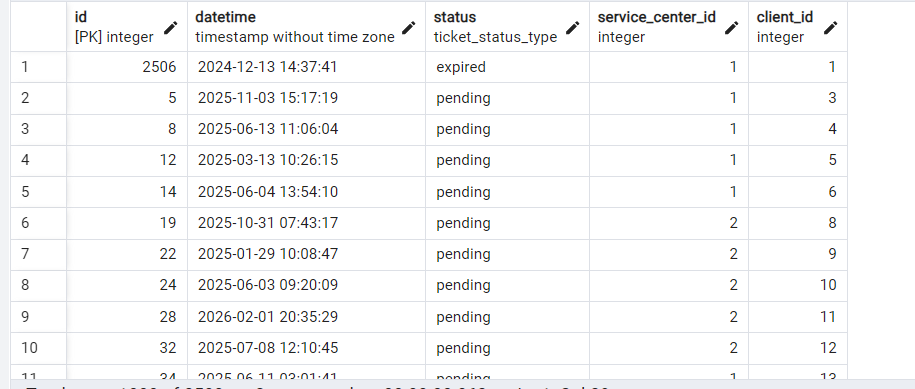 id datetime status service_center_id client_id
[PK] integer timestamp without time zone ticket_status_type integer integer
1 2506 2024-12-13 14:37:41 expired 1 1
2 5 2025-11-03 15:17:19 pending 1 3
3 8 2025-06-13 11:06:04 pending 1 4
4 12 2025-03-13 10:26:15 pending 1 5
5 14 2025-06-04 13:54:10 pending 1 6
6 19 2025-10-31 07:43:17 pending 2 8
7 22 2025-01-29 10:08:47 pending 2 9
8 24 2025-06-03 09:20:09 pending 2 10
9 28 2026-02-01 20:35:29 pending 2 11
10 32 2025-07-08 12:10:45 pending 2 12
11 34 2025-06-11 03:01:41 pending 1 13